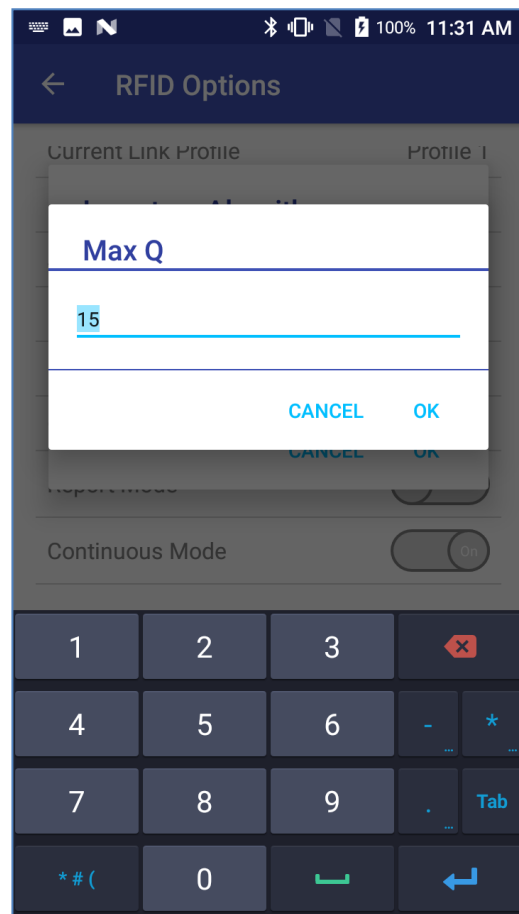 100% 11:31 AM
RFID Options
Current Link Profile Profile 1
Max Q
15
CANCEL OK
CANCEL OK
Report Mode
Continuous Mode On
1 2 3
4 5 6 - *
... ...
7 8 9 . Tab
...
* # ( 0